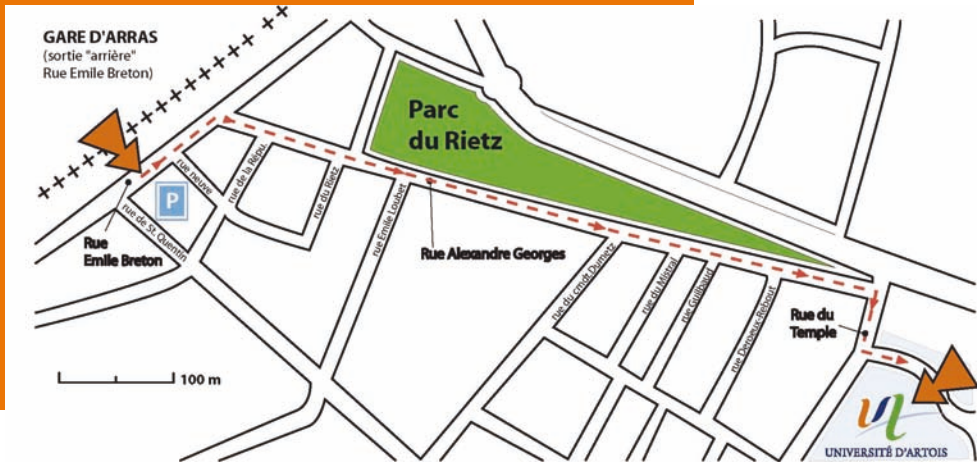 GARE D'ARRAS
(sortie "arrière"
Rue Emile Breton)
Parc
du Rietz
P
rue neuve
rue de la Répu.
rue du Rietz
rue de St. Quentin
Rue
Emile Breton
rue Emile Loubet
Rue Alexandre Georges
rue du cmdt Dumetz
rue du Mistral
rue Guilbaud
rue Deroeux-Rebout
Rue du
Temple
100 m
UNIVERSITÉ D'ARTOIS